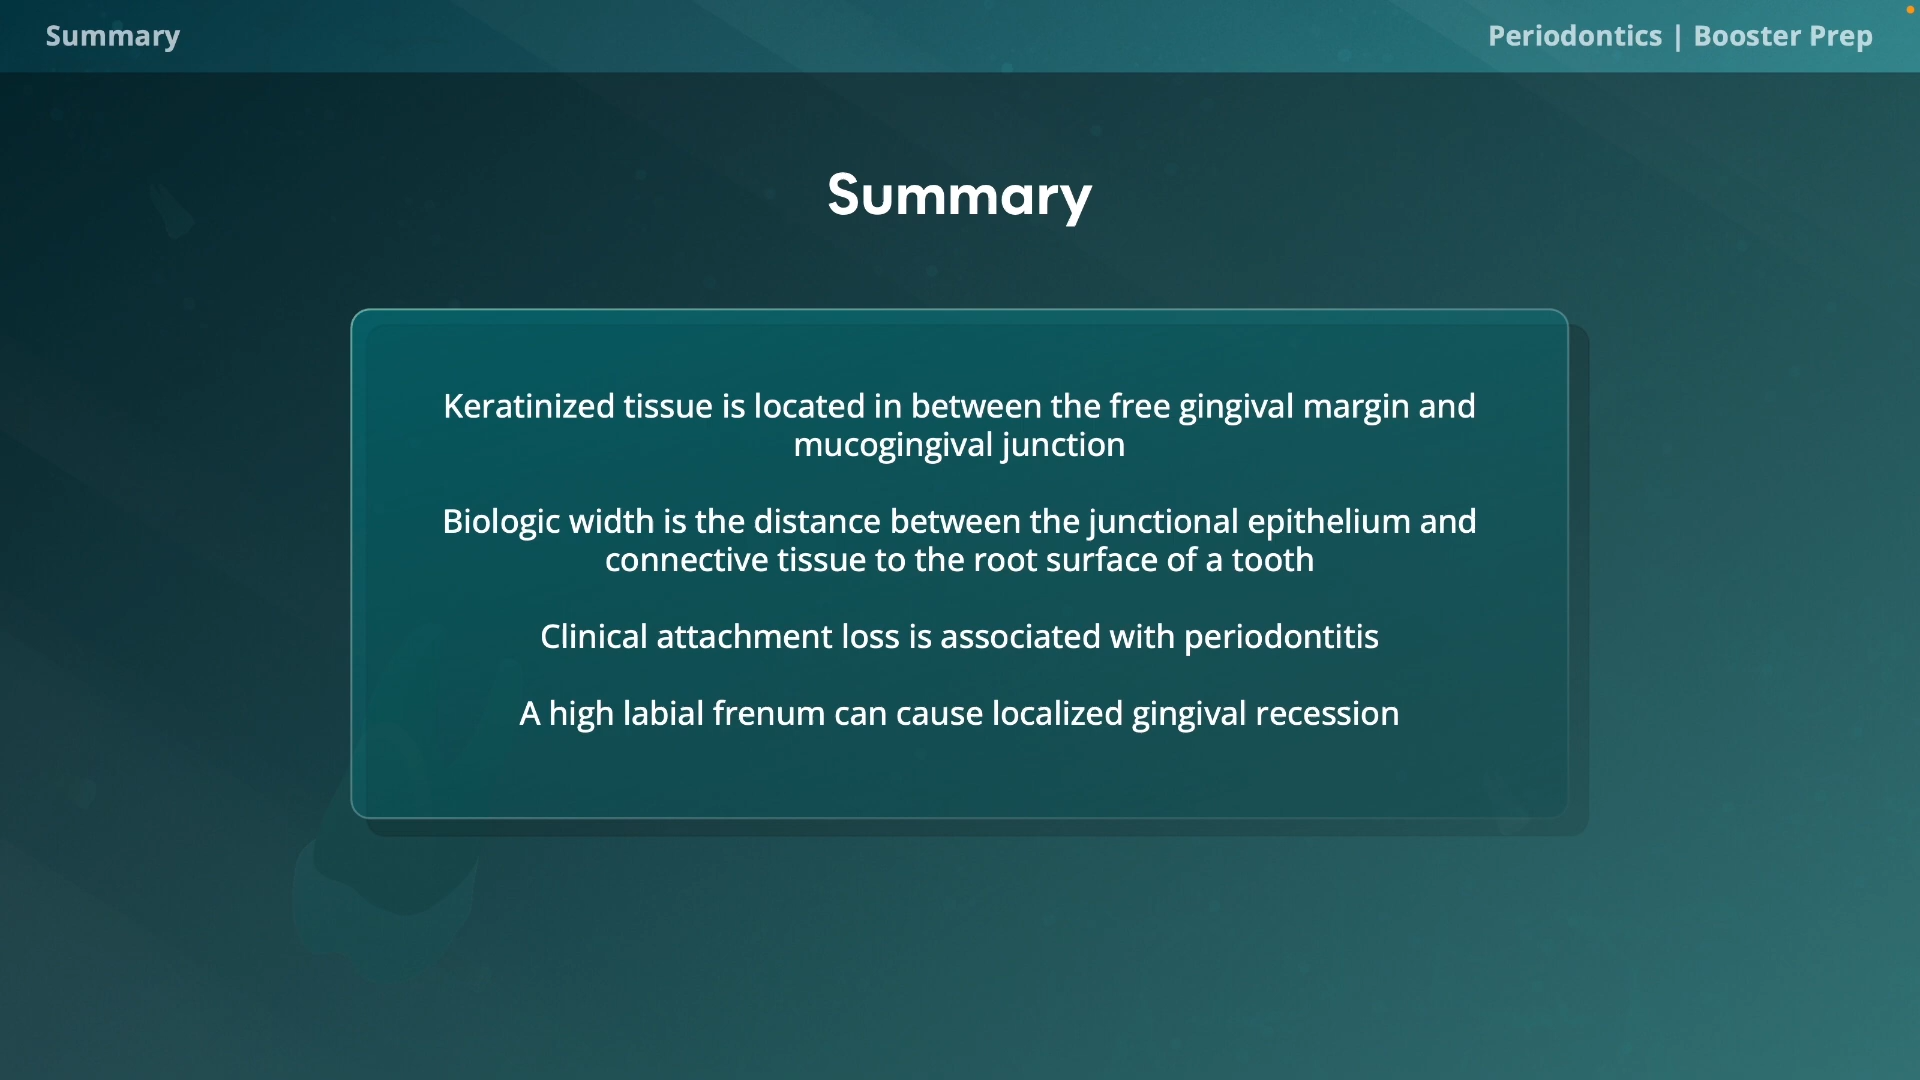 Summary
Periodontics | Booster Prep
Summary
Keratinized tissue is located in between the free gingival margin and
mucogingival junction
Biologic width is the distance between the junctional epithelium and
connective tissue to the root surface of a tooth
Clinical attachment loss is associated with periodontitis
A high labial frenum can cause localized gingival recession